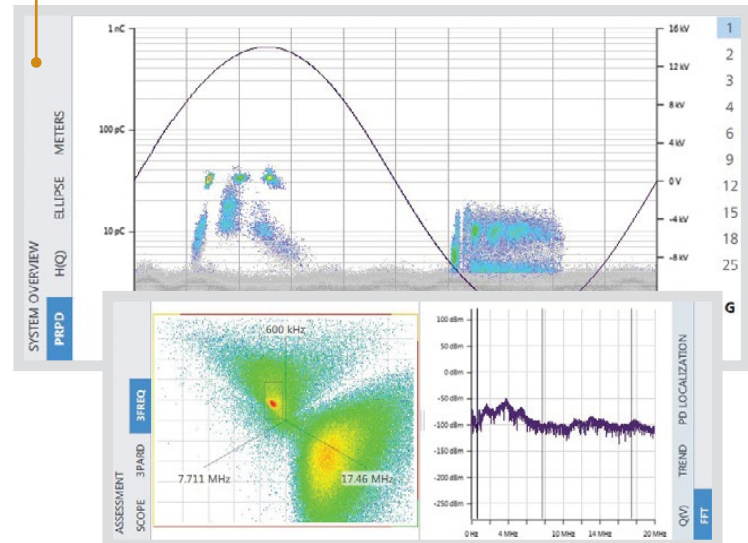 1 nC
100 pC
10 pC
16 kV
12 kV
8 kV
4 kV
0 V
-4kV
-8 kV
1
2
3
4
6
9
12
15
18
25
G
SYSTEM OVERVIEW
METERS
ELLIPSE
H(Q)
PRPD
ASSESSMENT
3FREQ
3PARD
SCOPE
600 kHz
7.711 MHz
17.46 MHz
100 dBm
50 dBm
0 dBm
-50 dBm
-100 dBm
-150 dBm
-200 dBm
-250 dBm
0 Hz 4 MHz 10 MHz 14 MHz 20 MHz
PD LOCALIZATION
TREND
Q(V)
FFT